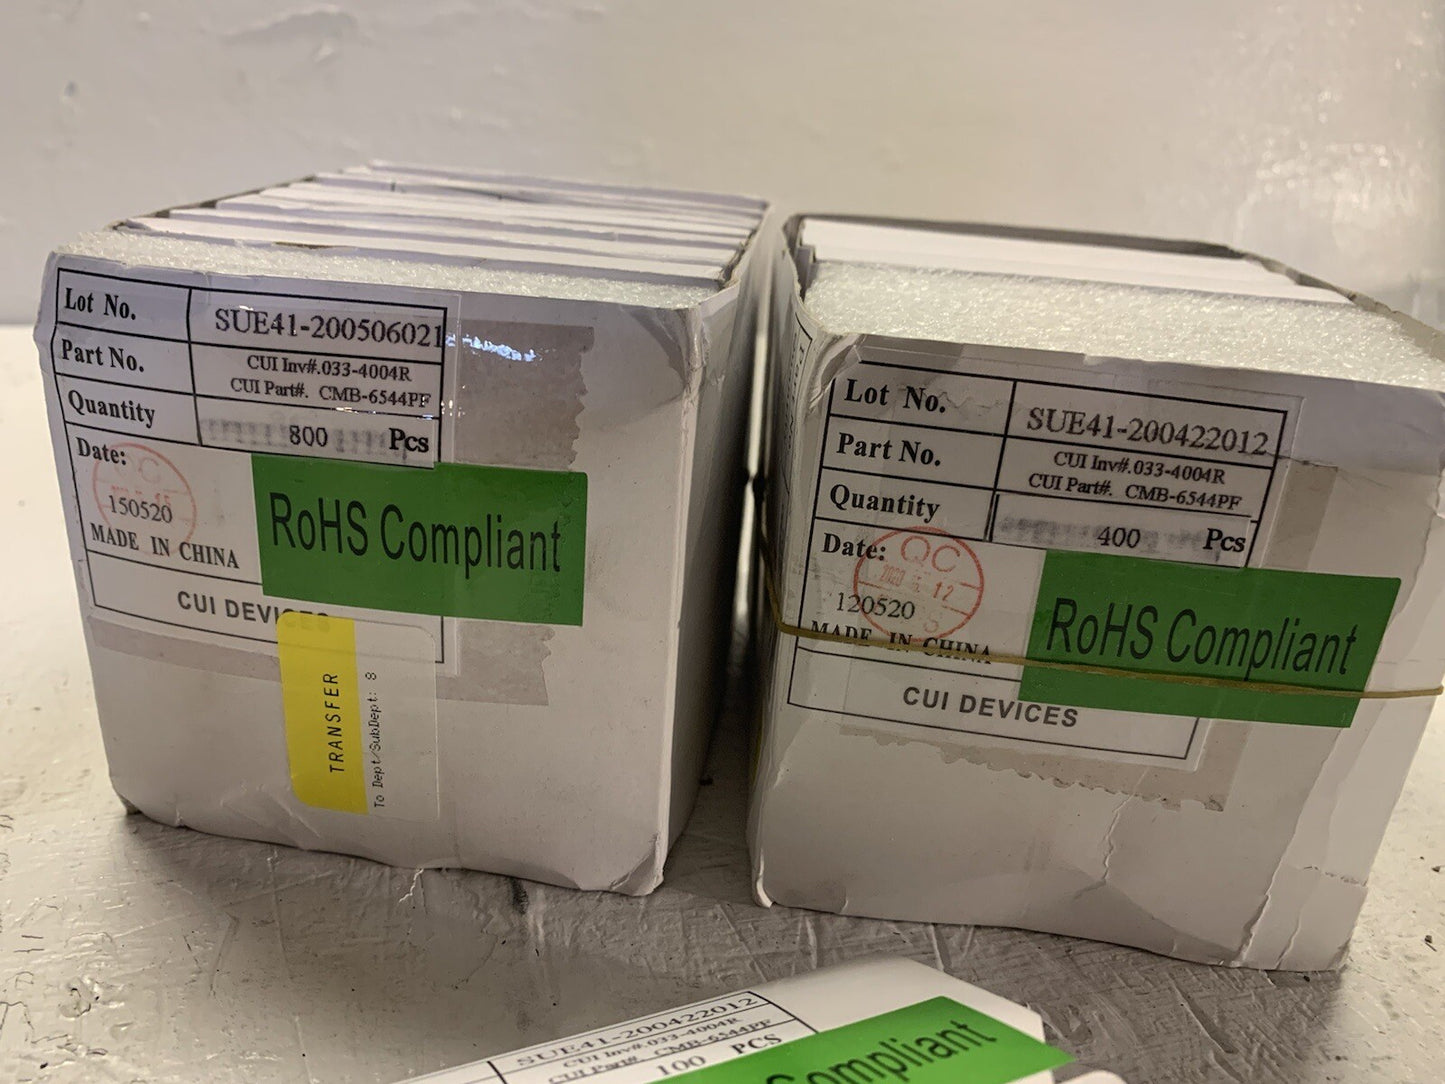 Lot No.
SUE41-200506021
Part No.
CUI Inv#.033-4004R
CUI Part#. CMB-6544PF
Quantity
800 Pcs
Date:
QC
150520
MADE IN CHINA
CUI DEVICES
RoHS Compliant
TRANSFER
To Dept/SubDept: 8
Lot No.
SUE41-200422012
Part No.
CUI Inv#.033-4004R
CUI Part#. CMB-6544PF
Quantity
400 Pcs
Date:
QC
120520
MADE IN CHINA
CUI DEVICES
RoHS Compliant
SUE41-200422012
CUI Inv#.033-4004R
CUI Part#. CMB-6544PF
100 PCS
Compliant